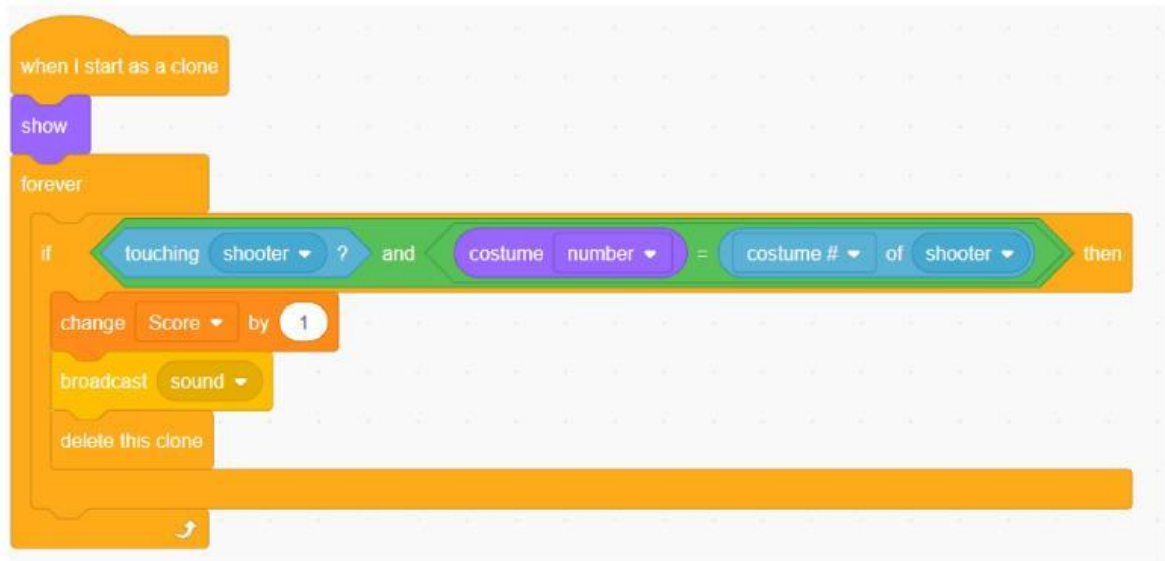 when I start as a clone
show
forever
if touching shooter ? and costume number = costume # of shooter then
change Score by 1
broadcast sound
delete this clone